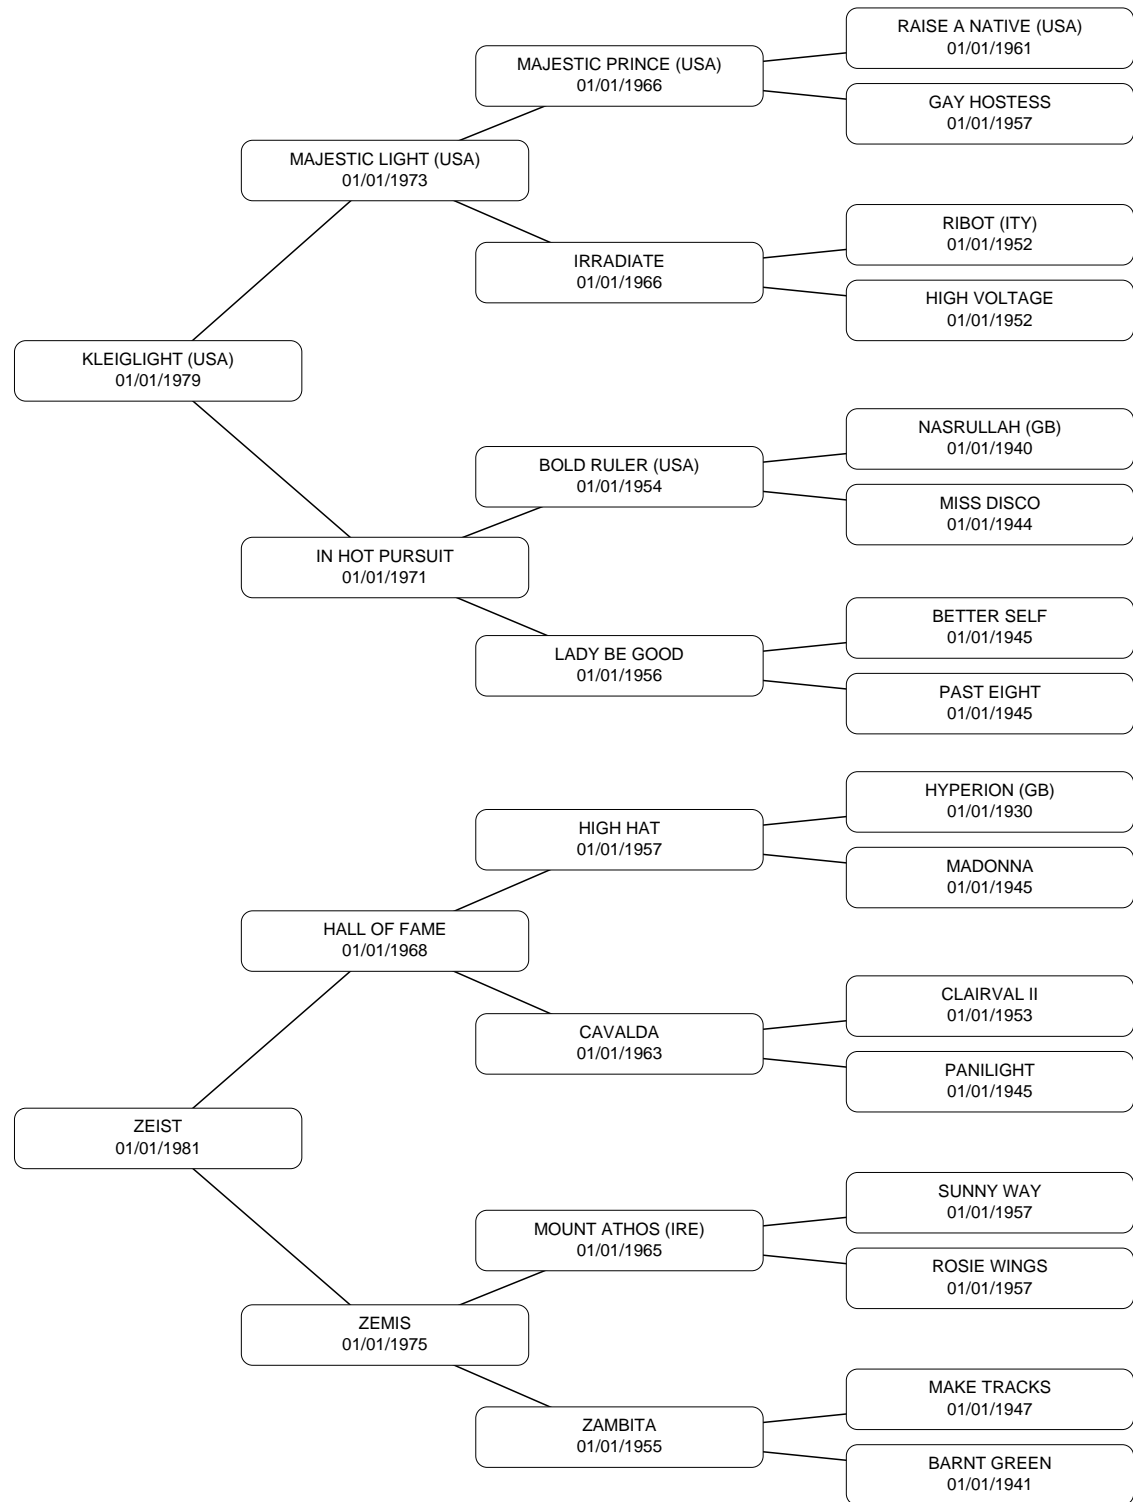 RAISE A NATIVE (USA)
01/01/1961
MAJESTIC PRINCE (USA)
01/01/1966
GAY HOSTESS
01/01/1957
MAJESTIC LIGHT (USA)
01/01/1973
RIBOT (ITY)
01/01/1952
IRRADIATE
01/01/1966
HIGH VOLTAGE
01/01/1952
KLEIGLIGHT (USA)
01/01/1979
NASRULLAH (GB)
01/01/1940
BOLD RULER (USA)
01/01/1954
MISS DISCO
01/01/1944
IN HOT PURSUIT
01/01/1971
BETTER SELF
01/01/1945
LADY BE GOOD
01/01/1956
PAST EIGHT
01/01/1945
HYPERION (GB)
01/01/1930
HIGH HAT
01/01/1957
MADONNA
01/01/1945
HALL OF FAME
01/01/1968
CLAIRVAL II
01/01/1953
CAVALDA
01/01/1963
PANILIGHT
01/01/1945
ZEIST
01/01/1981
SUNNY WAY
01/01/1957
MOUNT ATHOS (IRE)
01/01/1965
ROSIE WINGS
01/01/1957
ZEMIS
01/01/1975
MAKE TRACKS
01/01/1947
ZAMBITA
01/01/1955
BARNT GREEN
01/01/1941